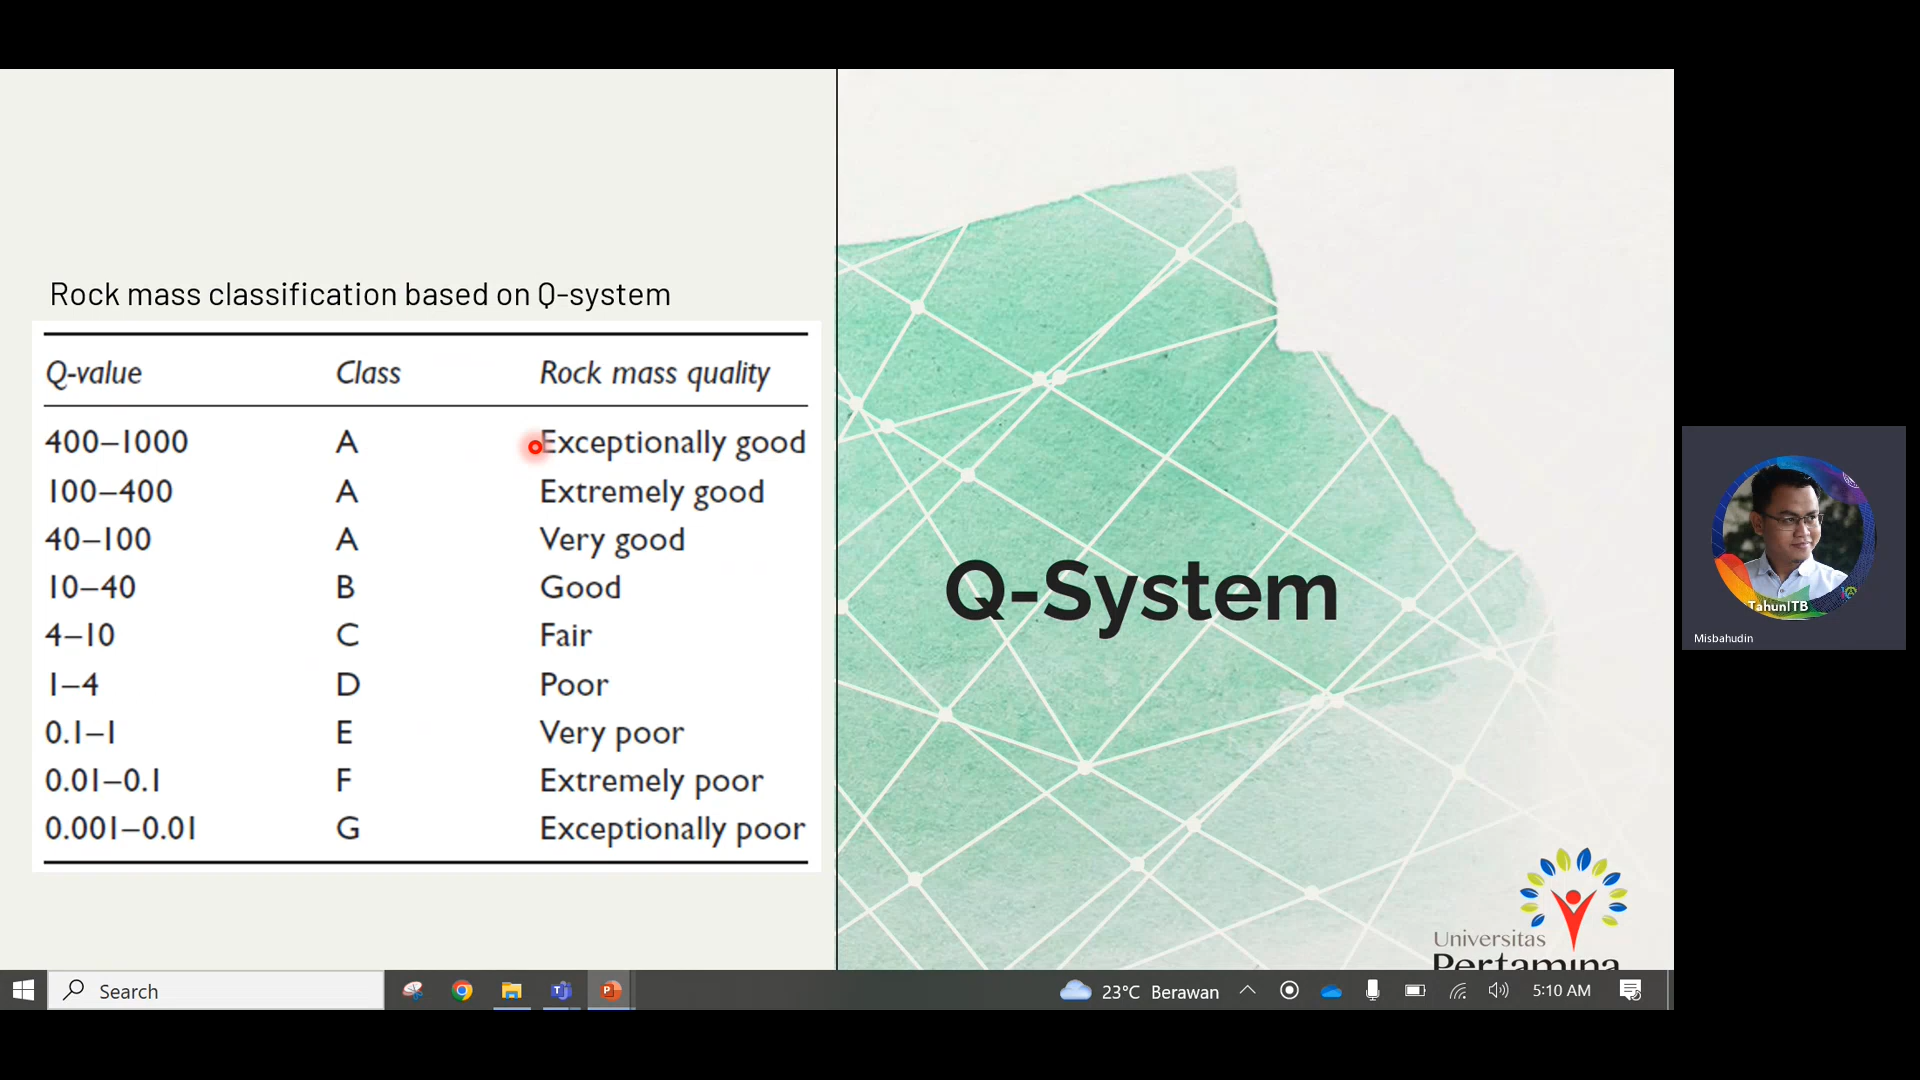 Rock mass classification based on Q-system
Q-value Class Rock mass quality
400–1000 A Exceptionally good
100–400 A Extremely good
40–100 A Very good
10–40 B Good
4–10 C Fair
1–4 D Poor
0.1–1 E Very poor
0.01–0.1 F Extremely poor
0.001–0.01 G Exceptionally poor
Q-System
Universitas
Pertamina
TahunITB
Misbahudin
Search
23°C Berawan
5:10 AM